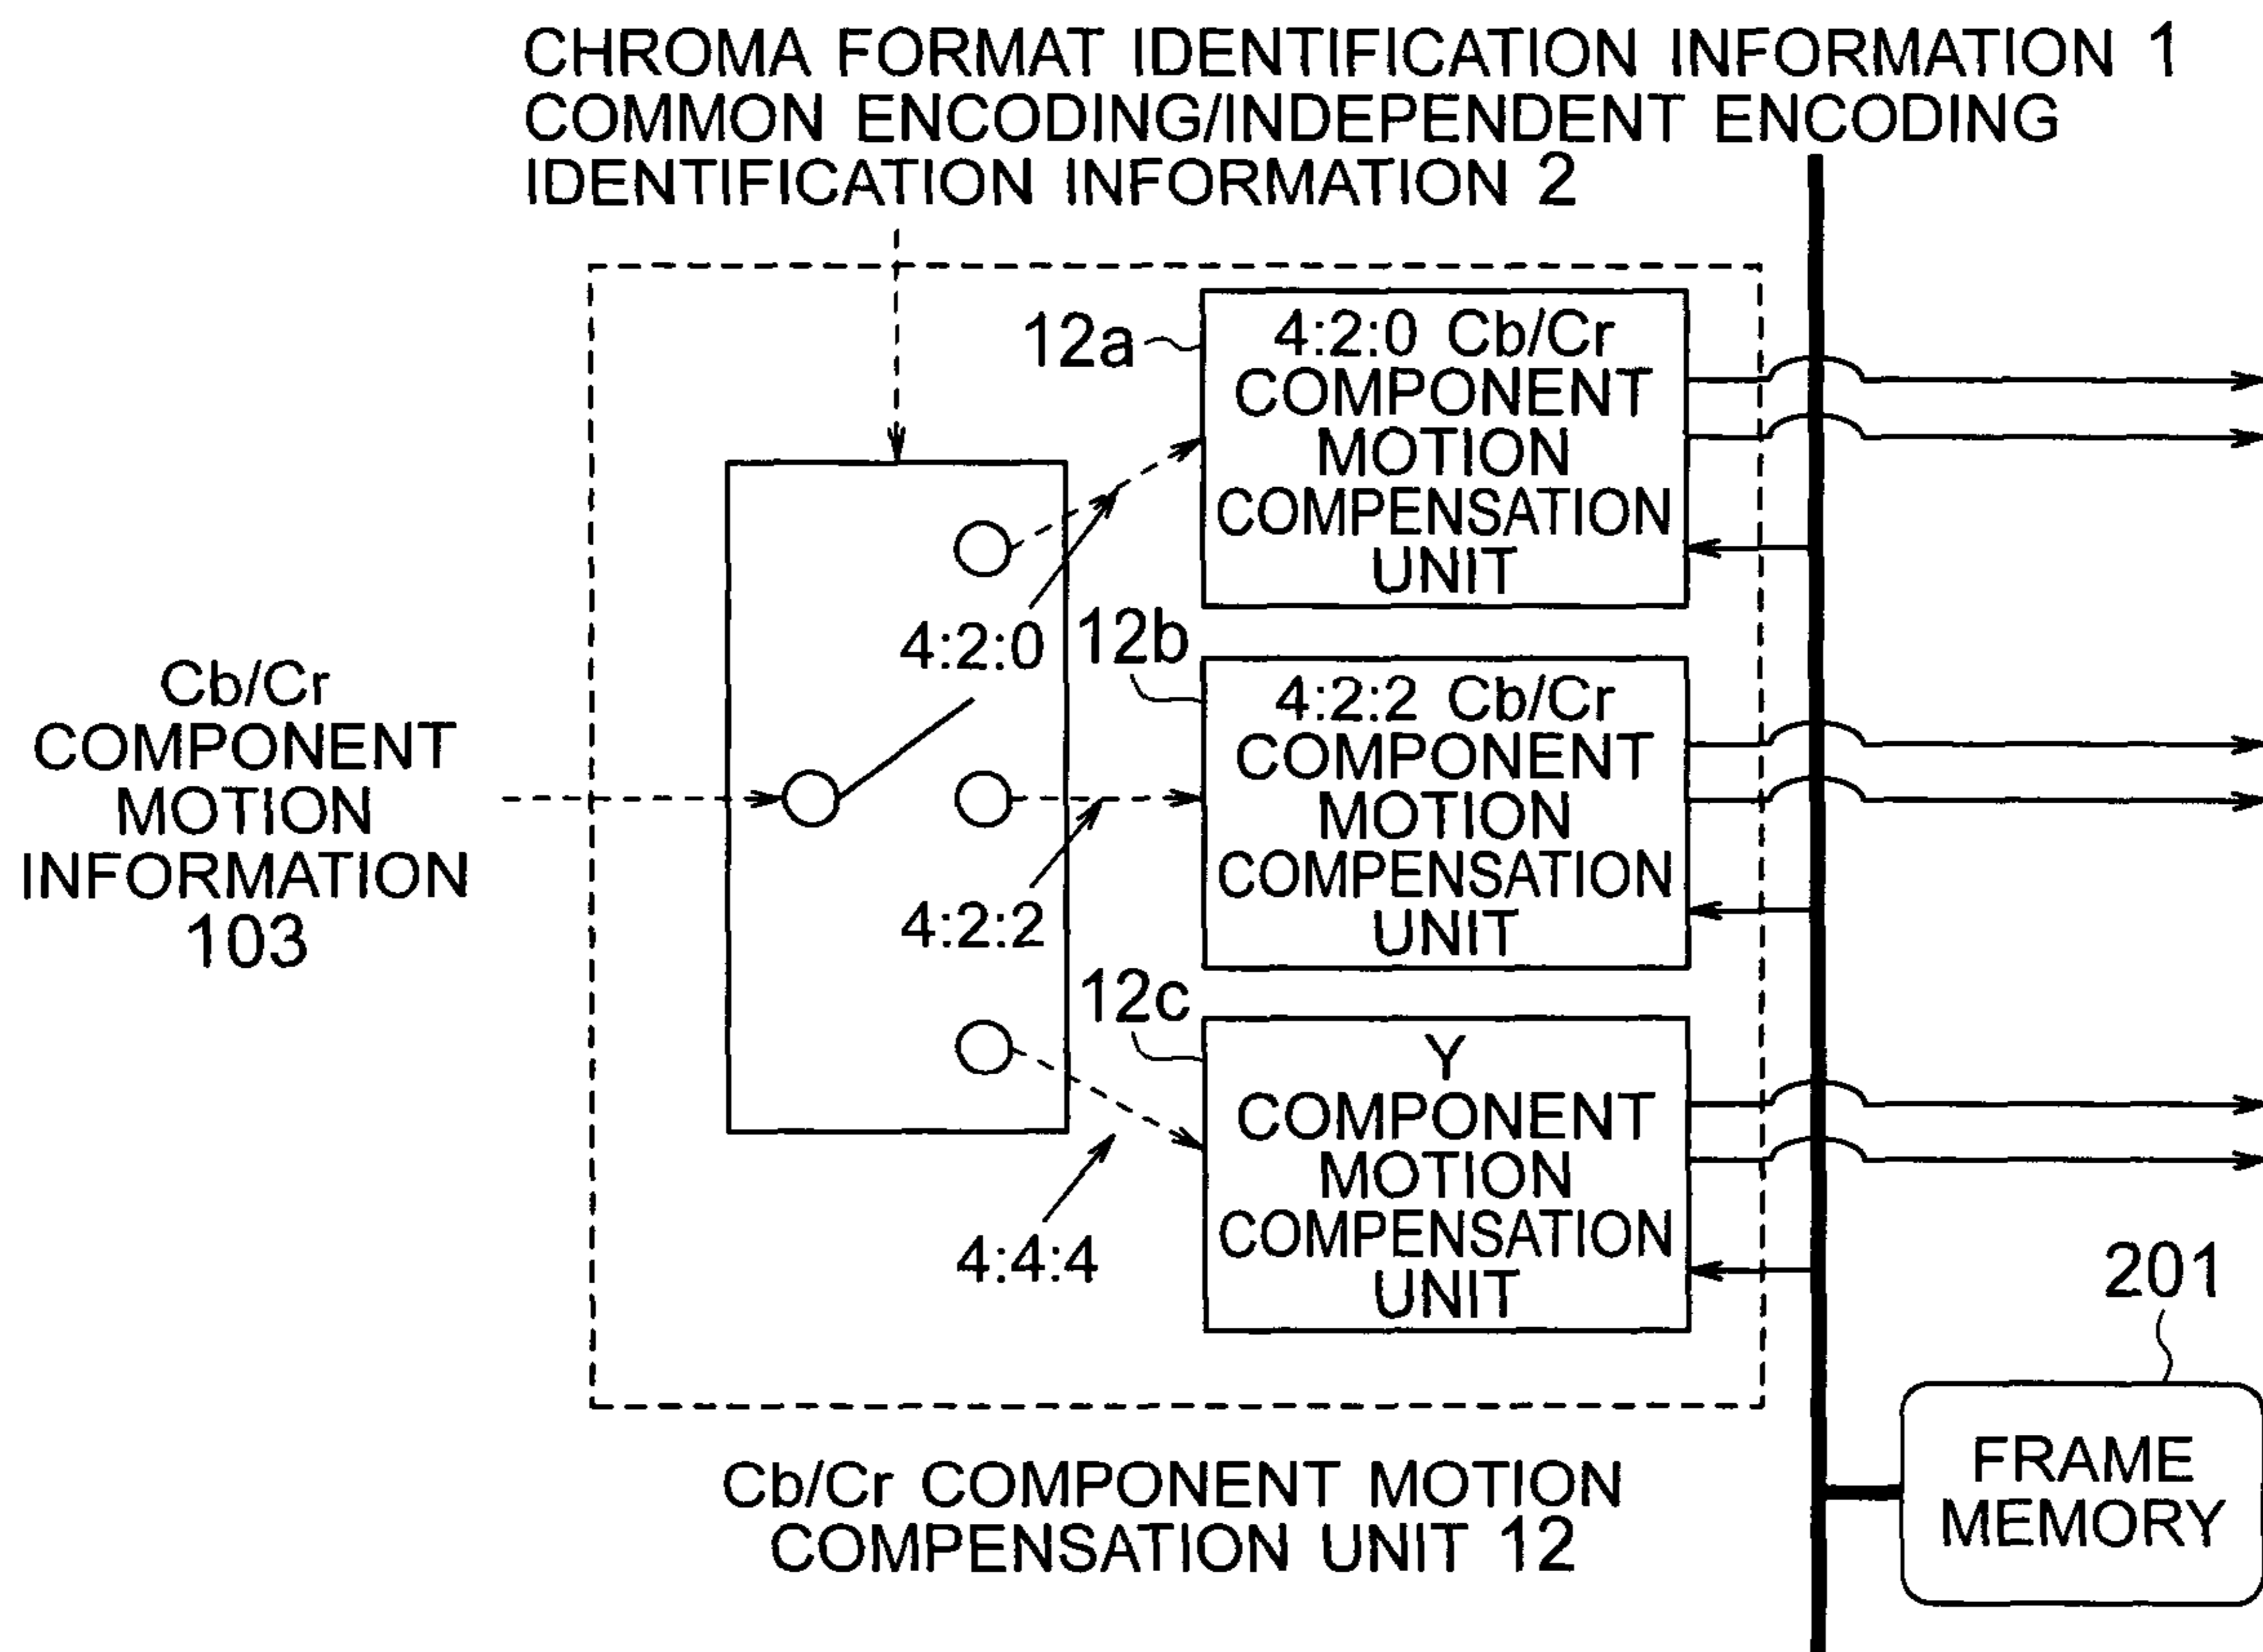 CHROMA FORMAT IDENTIFICATION INFORMATION 1
COMMON ENCODING/INDEPENDENT ENCODING
IDENTIFICATION INFORMATION 2
12a
4:2:0 Cb/Cr
COMPONENT
MOTION
COMPENSATION
UNIT
4:2:0
12b
4:2:2 Cb/Cr
COMPONENT
MOTION
COMPENSATION
UNIT
Cb/Cr
COMPONENT
MOTION
INFORMATION
103
4:2:2
12c
Y
COMPONENT
MOTION
COMPENSATION
UNIT
4:4:4
201
FRAME
MEMORY
Cb/Cr COMPONENT MOTION
COMPENSATION UNIT 12